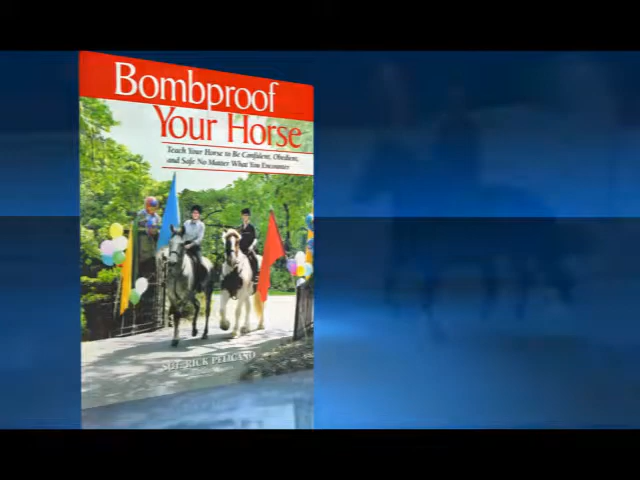 Bombproof
Your Horse
Teach Your Horse to Be Confident, Obedient,
and Safe No Matter What You Encounter
SGT. RICK PELICANO